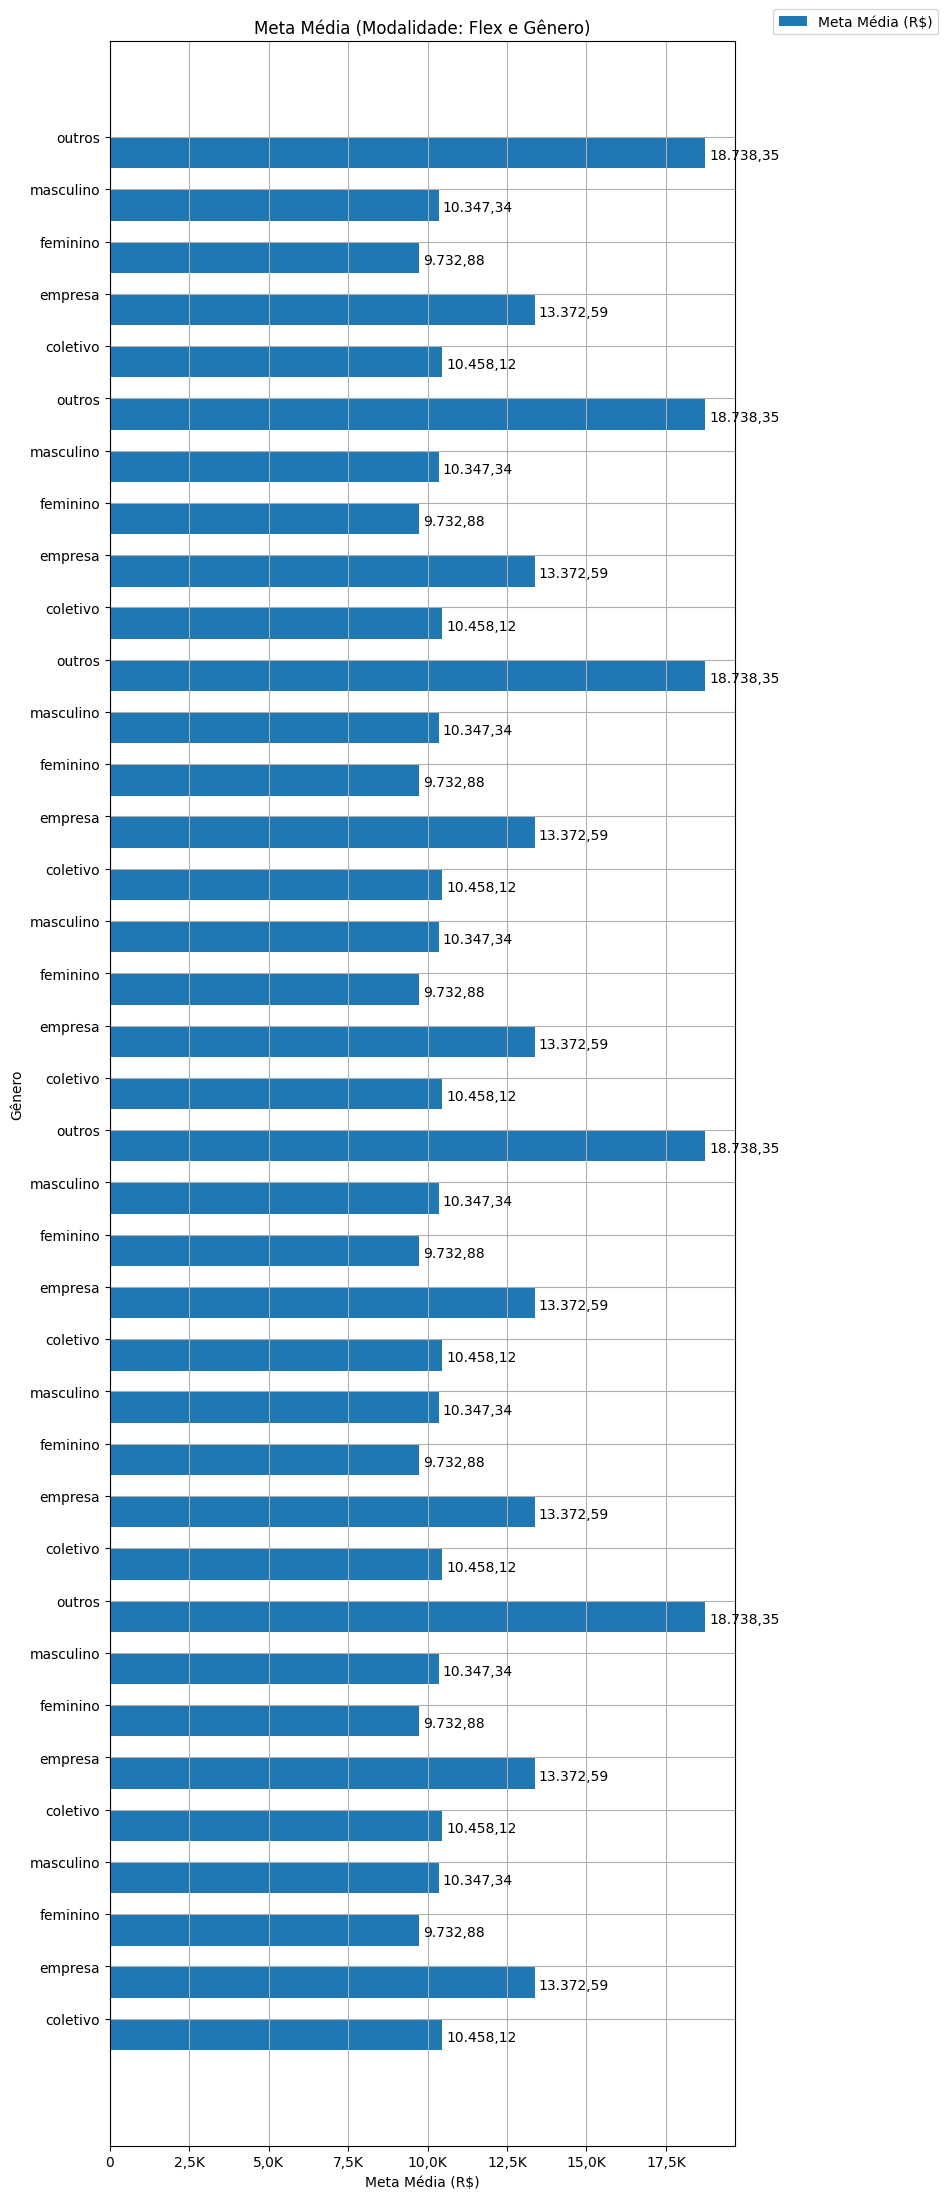 Meta Média (Modalidade: Flex e Gênero)
Meta Média (R$)
outros 18.738,35
masculino 10.347,34
feminino 9.732,88
empresa 13.372,59
coletivo 10.458,12
outros 18.738,35
masculino 10.347,34
feminino 9.732,88
empresa 13.372,59
coletivo 10.458,12
outros 18.738,35
masculino 10.347,34
feminino 9.732,88
empresa 13.372,59
coletivo 10.458,12
masculino 10.347,34
feminino 9.732,88
empresa 13.372,59
coletivo 10.458,12
outros 18.738,35
masculino 10.347,34
feminino 9.732,88
empresa 13.372,59
coletivo 10.458,12
masculino 10.347,34
feminino 9.732,88
empresa 13.372,59
coletivo 10.458,12
outros 18.738,35
masculino 10.347,34
feminino 9.732,88
empresa 13.372,59
coletivo 10.458,12
masculino 10.347,34
feminino 9.732,88
empresa 13.372,59
coletivo 10.458,12
Gênero
0 2,5K 5,0K 7,5K 10,0K 12,5K 15,0K 17,5K
Meta Média (R$)